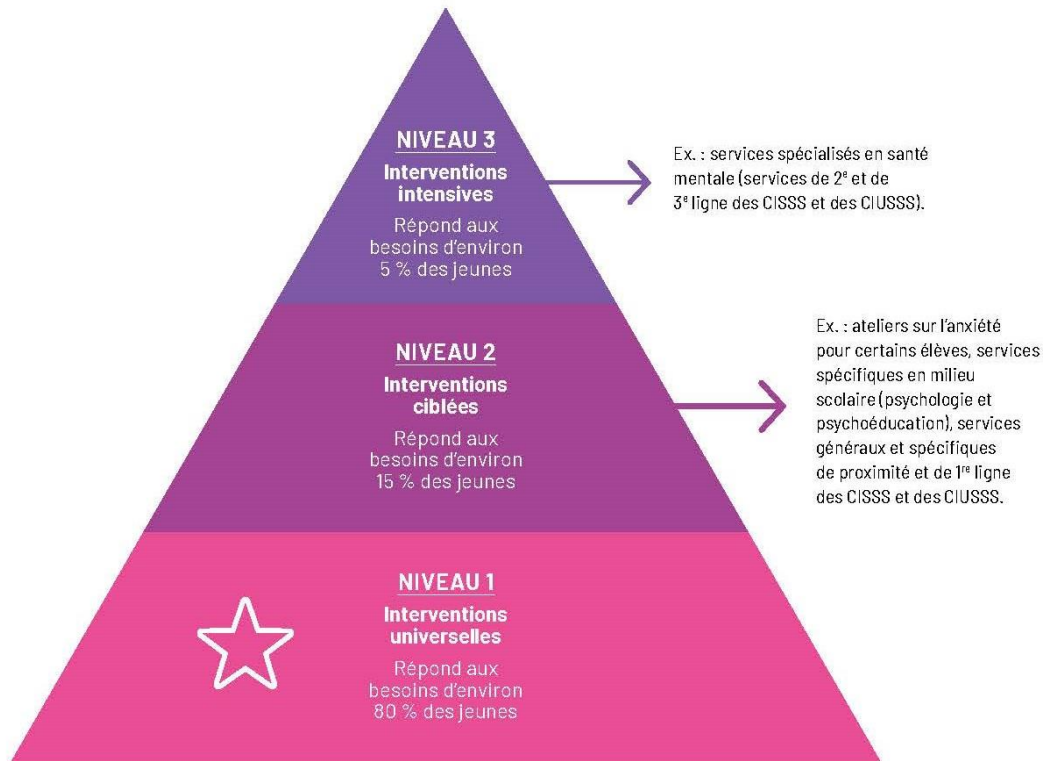 NIVEAU 3
Interventions
intensives
Répond aux
besoins d'environ
5 % des jeunes
Ex. : services spécialisés en santé
mentale (services de 2e et de
3e ligne des CISSS et des CIUSSS).
NIVEAU 2
Interventions
ciblées
Répond aux
besoins d'environ
15 % des jeunes
Ex. : ateliers sur l'anxiété
pour certains élèves, services
spécifiques en milieu
scolaire (psychologie et
psychoéducation), services
généraux et spécifiques
de proximité et de 1re ligne
des CISSS et des CIUSSS.
NIVEAU 1
Interventions
universelles
Répond aux
besoins d'environ
80 % des jeunes